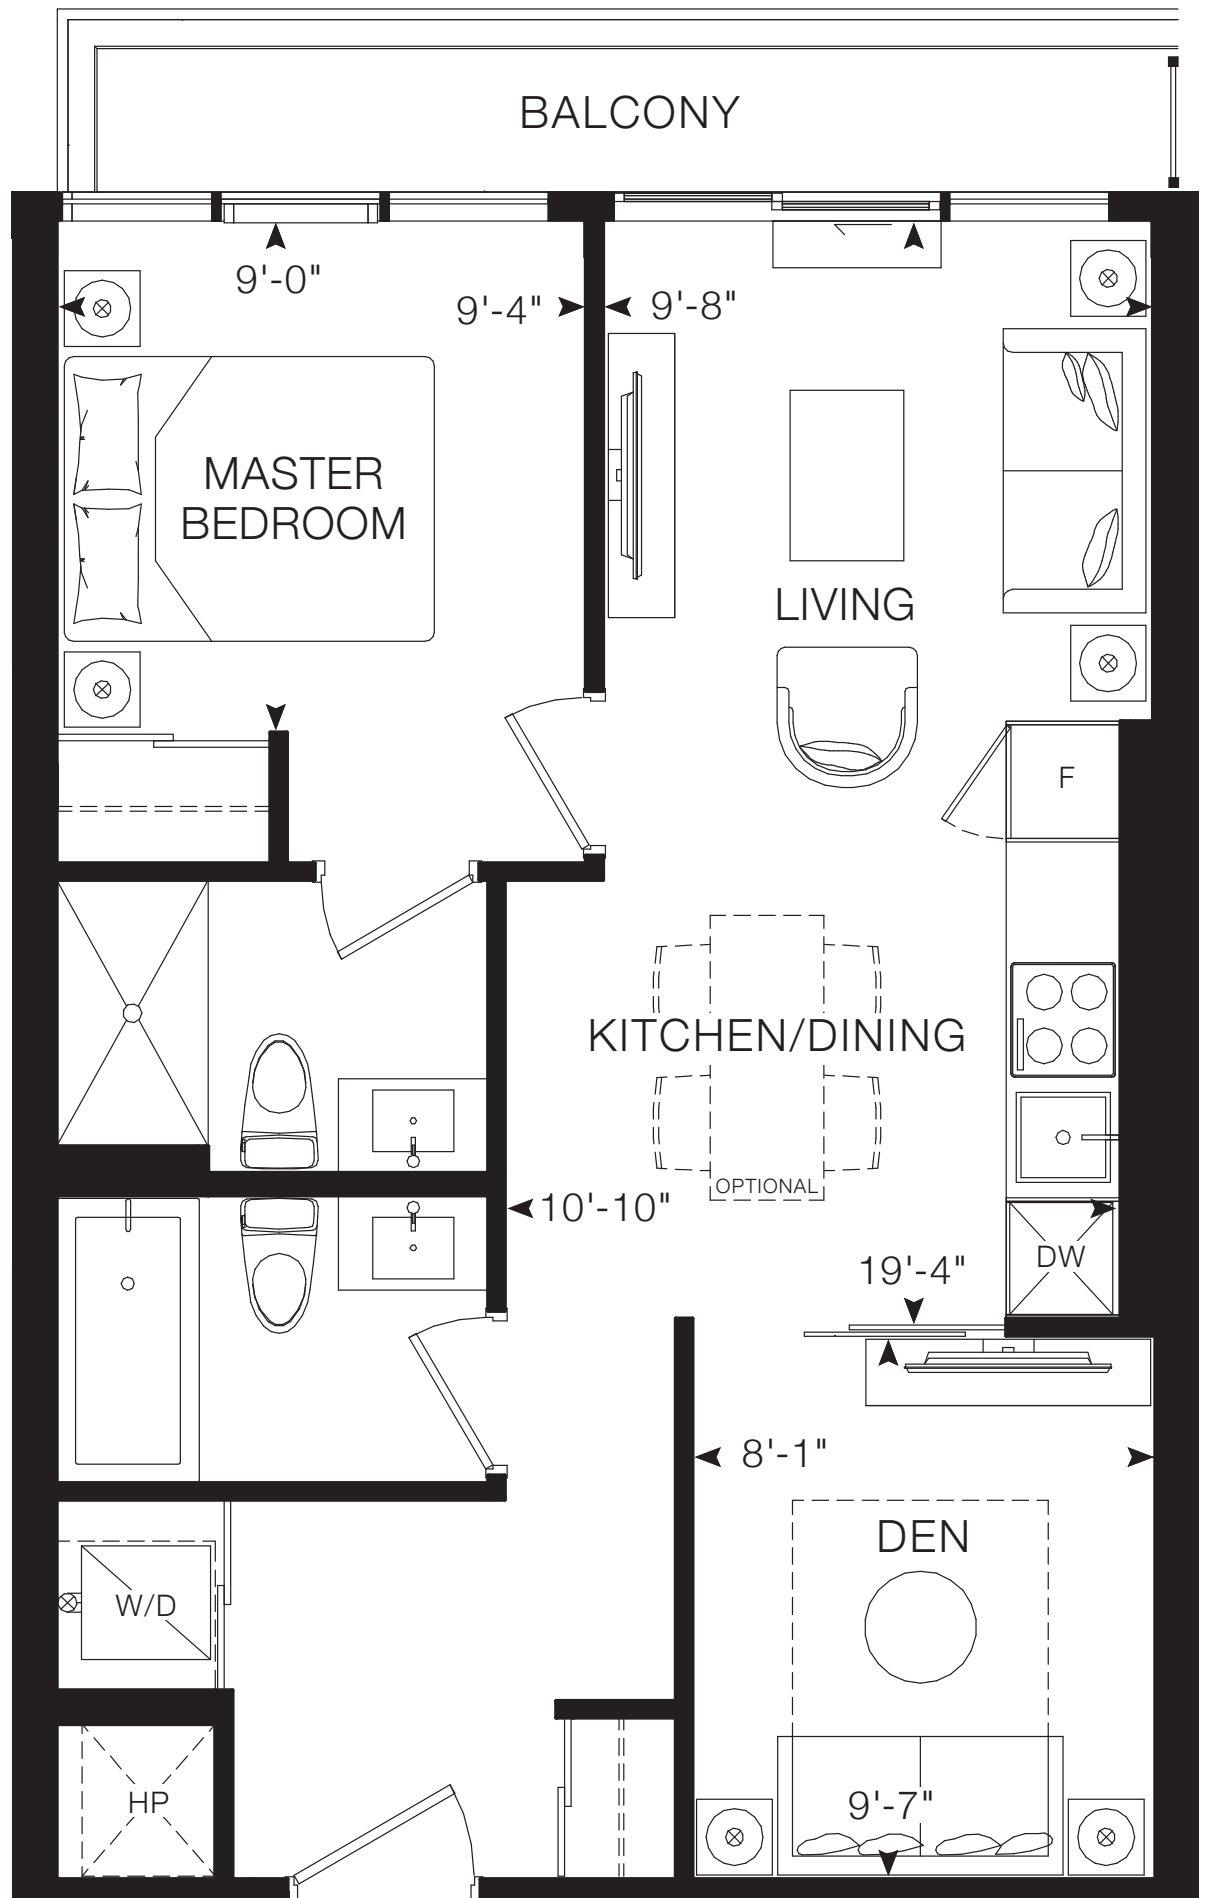 BALCONY
9'-0"
9'-4"
9'-8"
MASTER
BEDROOM
LIVING
F
KITCHEN/DINING
OPTIONAL
10'-10"
DW
19'-4"
8'-1"
DEN
W/D
HP
9'-7"